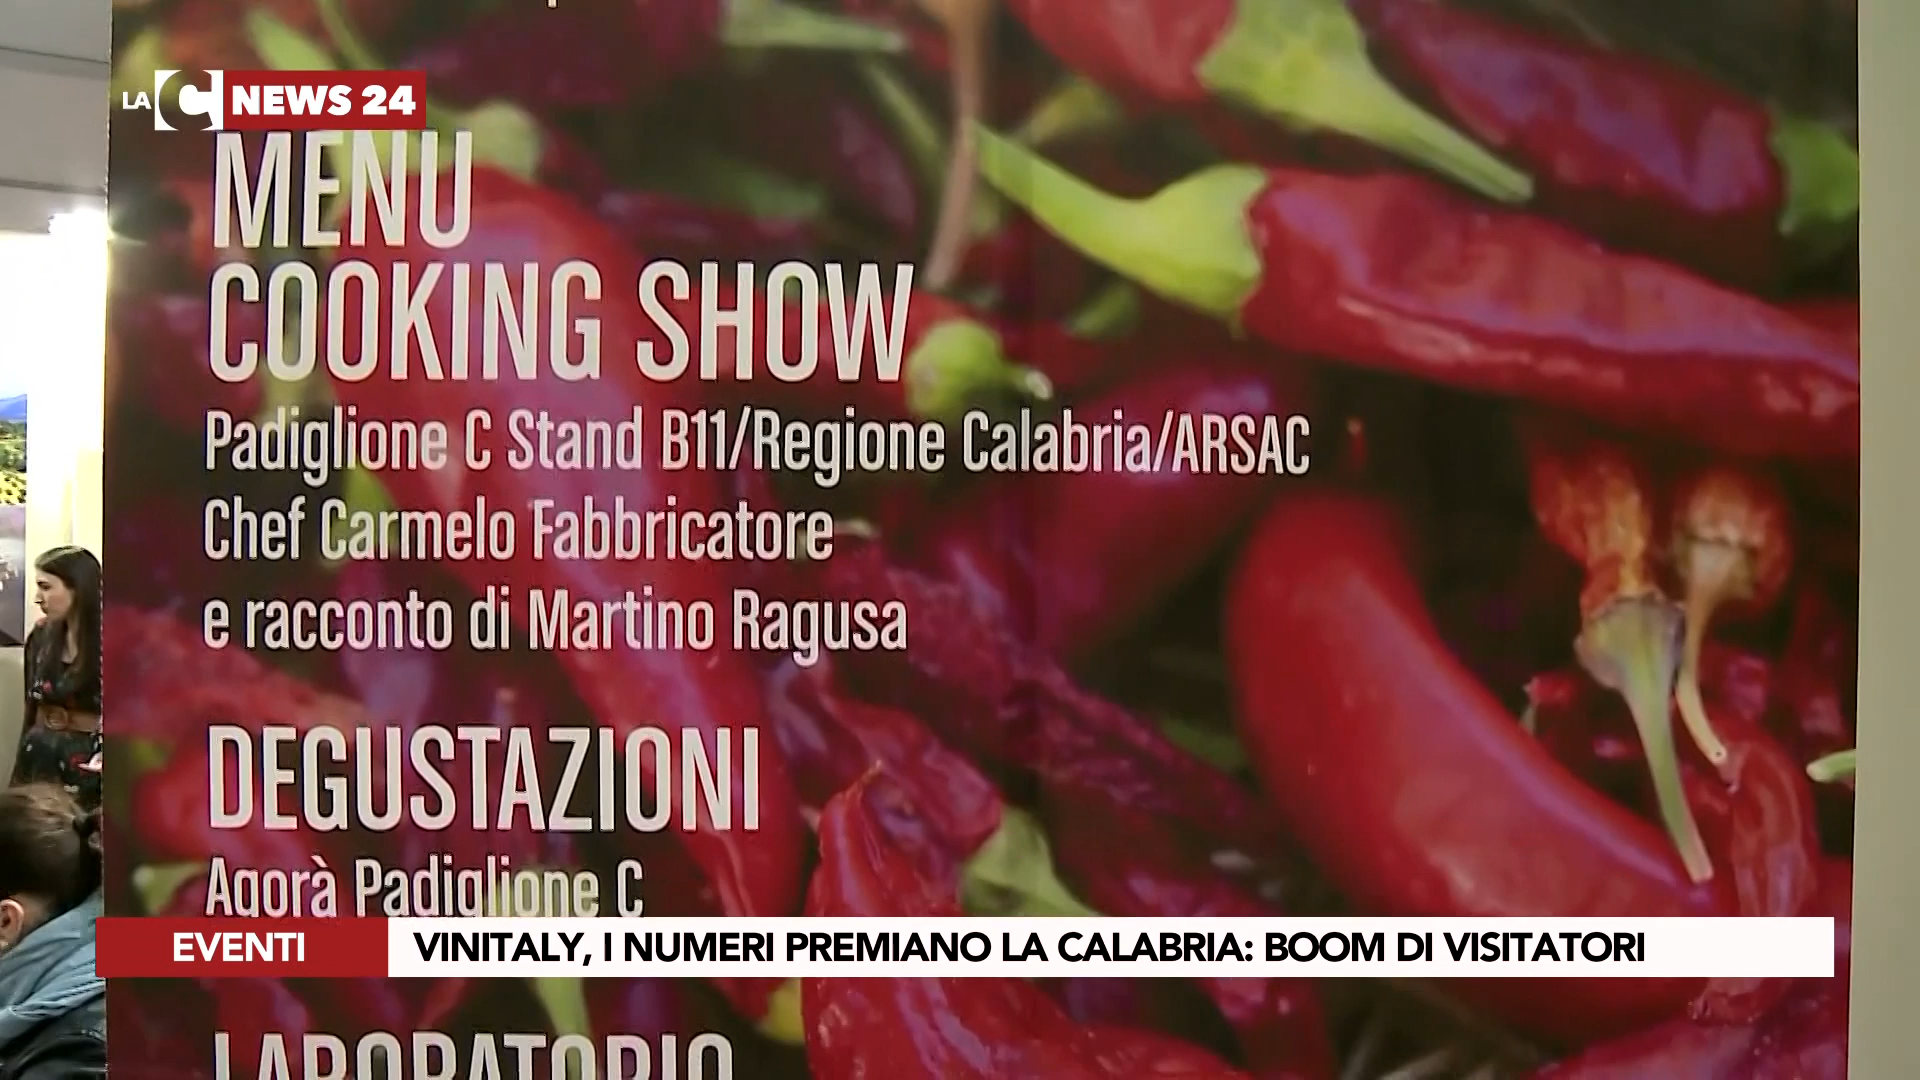 LA C NEWS 24
MENU
COOKING SHOW
Padiglione C Stand B11/Regione Calabria/ARSAC
Chef Carmelo Fabbricatore
e racconto di Martino Ragusa
DEGUSTAZIONI
Agorà Padiglione C
EVENTI VINITALY, I NUMERI PREMIANO LA CALABRIA: BOOM DI VISITATORI
LABORATORIO